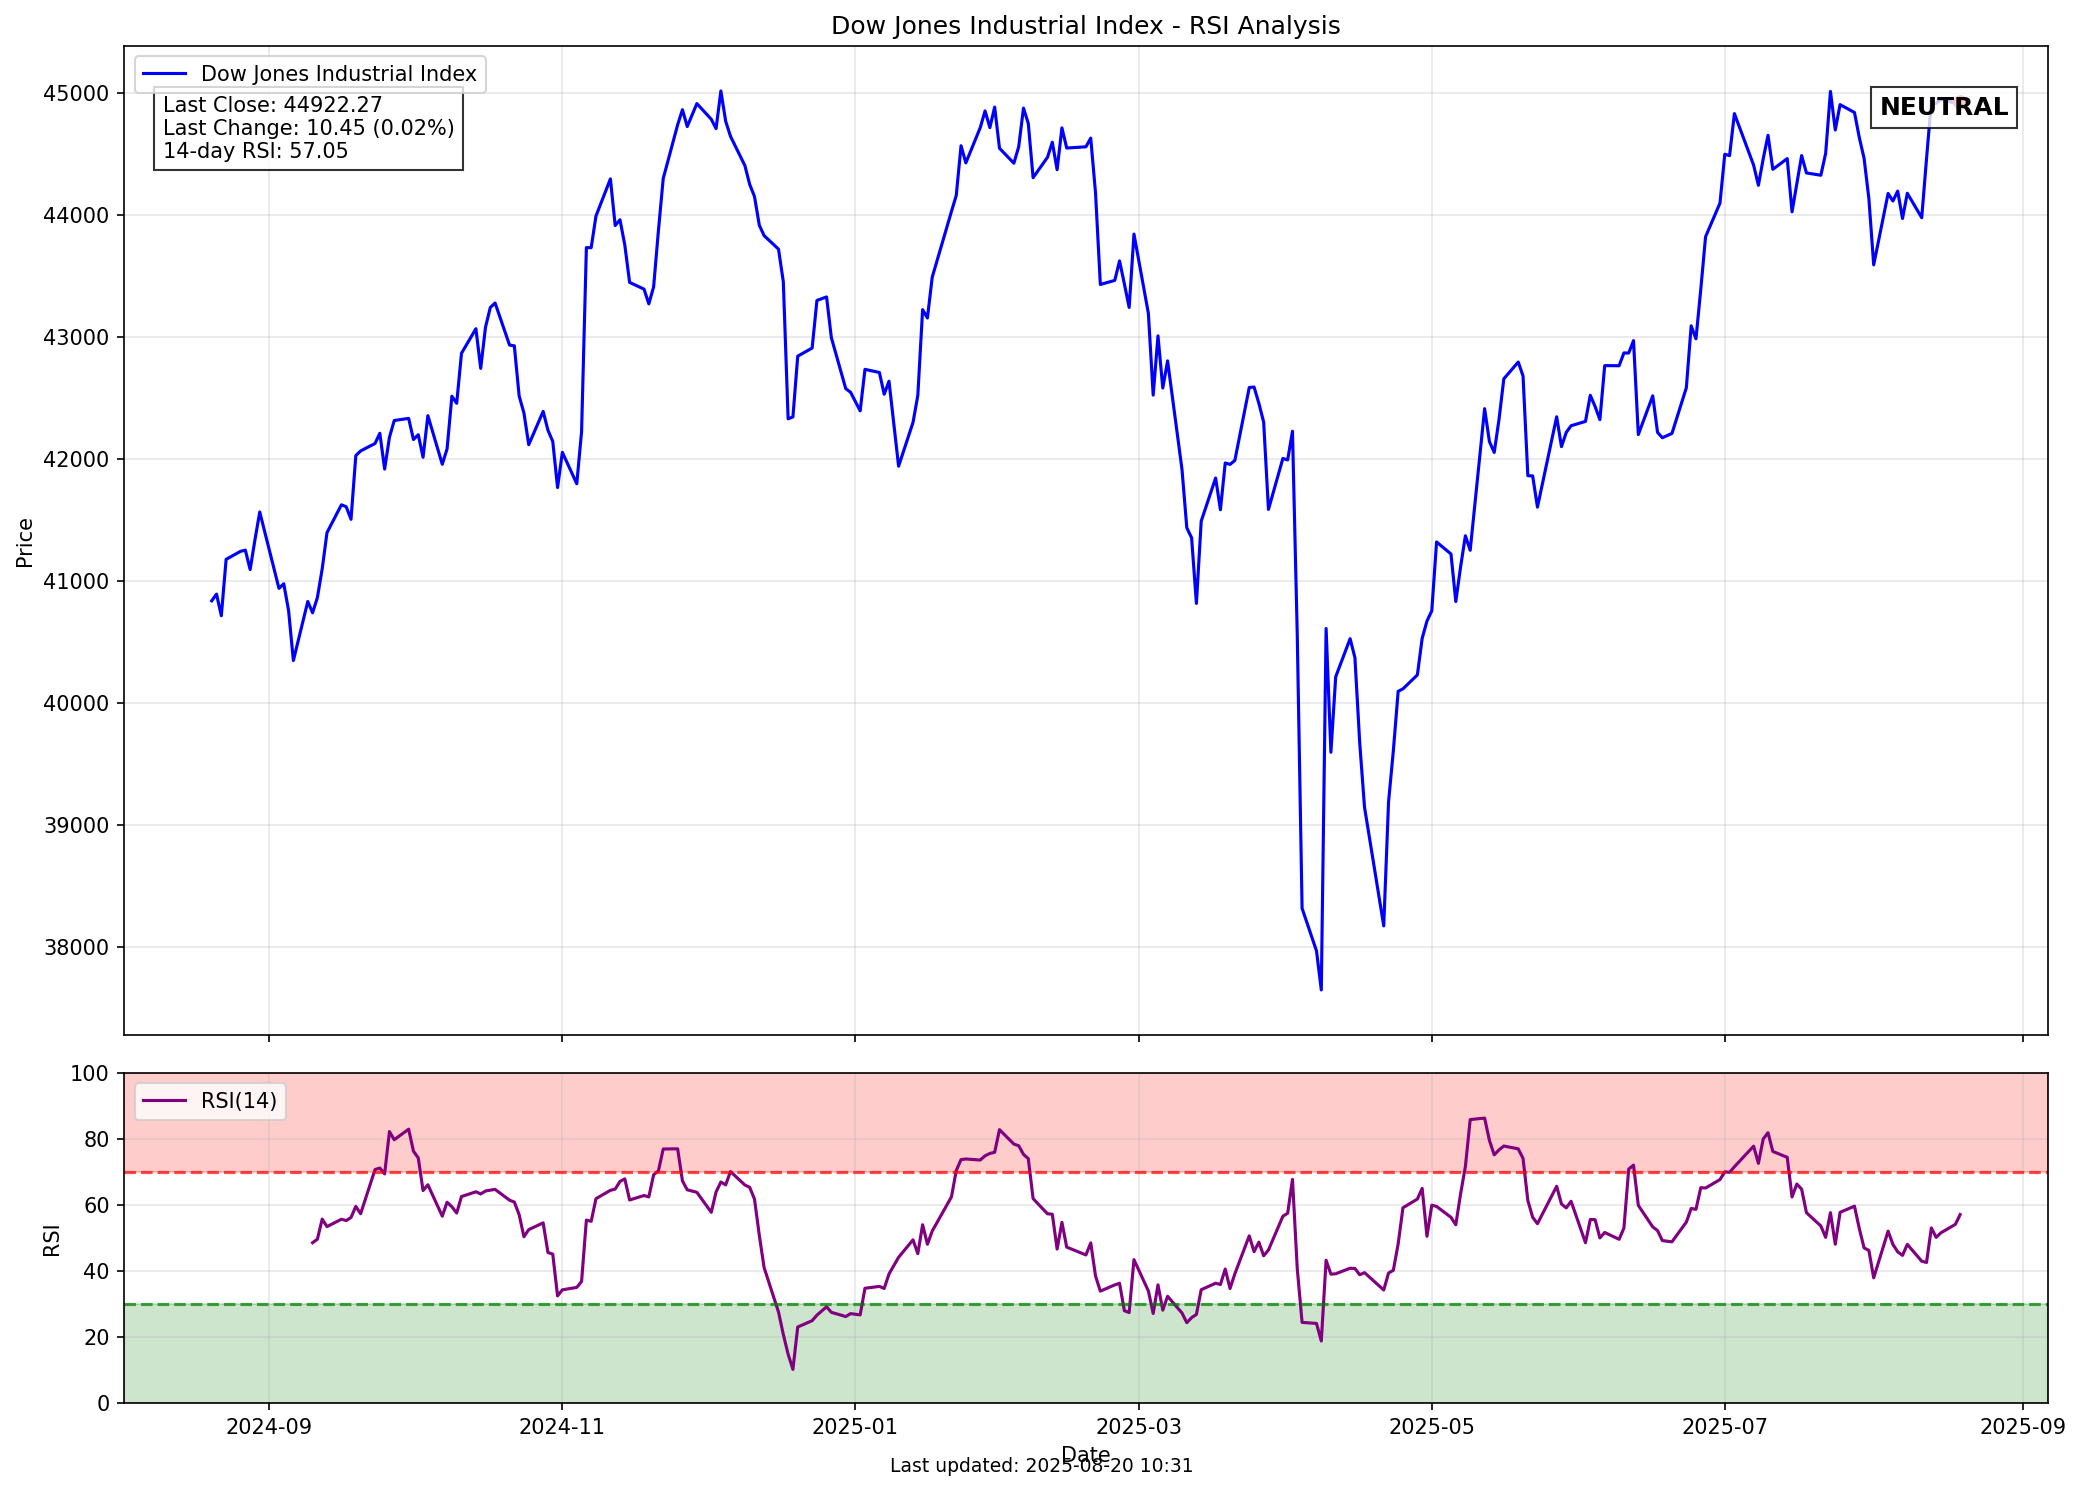 Dow Jones Industrial Index - RSI Analysis
Dow Jones Industrial Index
Last Close: 44922.27
Last Change: 10.45 (0.02%)
14-day RSI: 57.05
NEUTRAL
45000
44000
43000
42000
41000
40000
39000
38000
Price
RSI(14)
100
80
60
40
20
0
RSI
2024-09
2024-11
2025-01
2025-03
2025-05
2025-07
2025-09
Date
Last updated: 2025-08-20 10:31